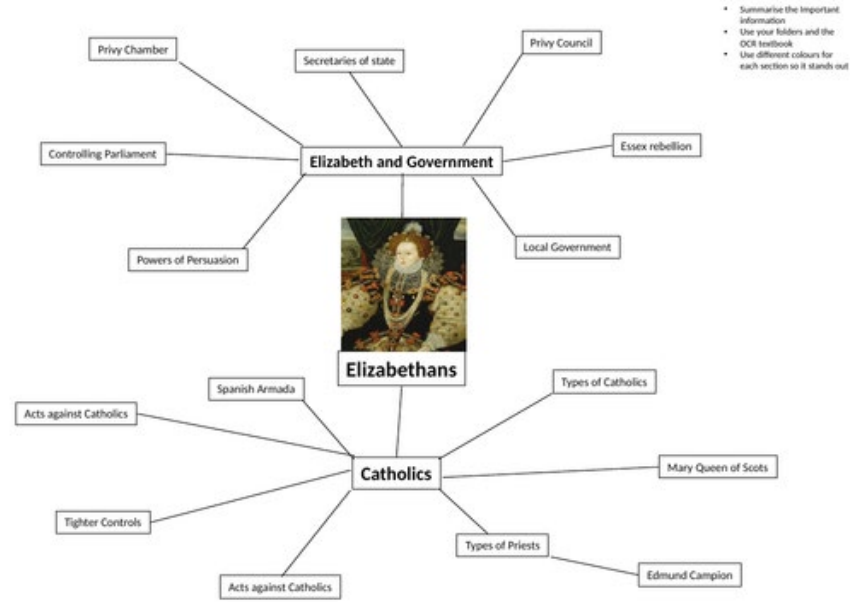 Summarise the Important
information
Use your folders and the
OCR textbook
Use different colours for
each section so it stands out
Privy Chamber
Secretaries of state
Privy Council
Controlling Parliament
Elizabeth and Government
Essex rebellion
Powers of Persuasion
Local Government
Elizabethans
Spanish Armada
Types of Catholics
Acts against Catholics
Catholics
Mary Queen of Scots
Tighter Controls
Types of Priests
Acts against Catholics
Edmund Campion